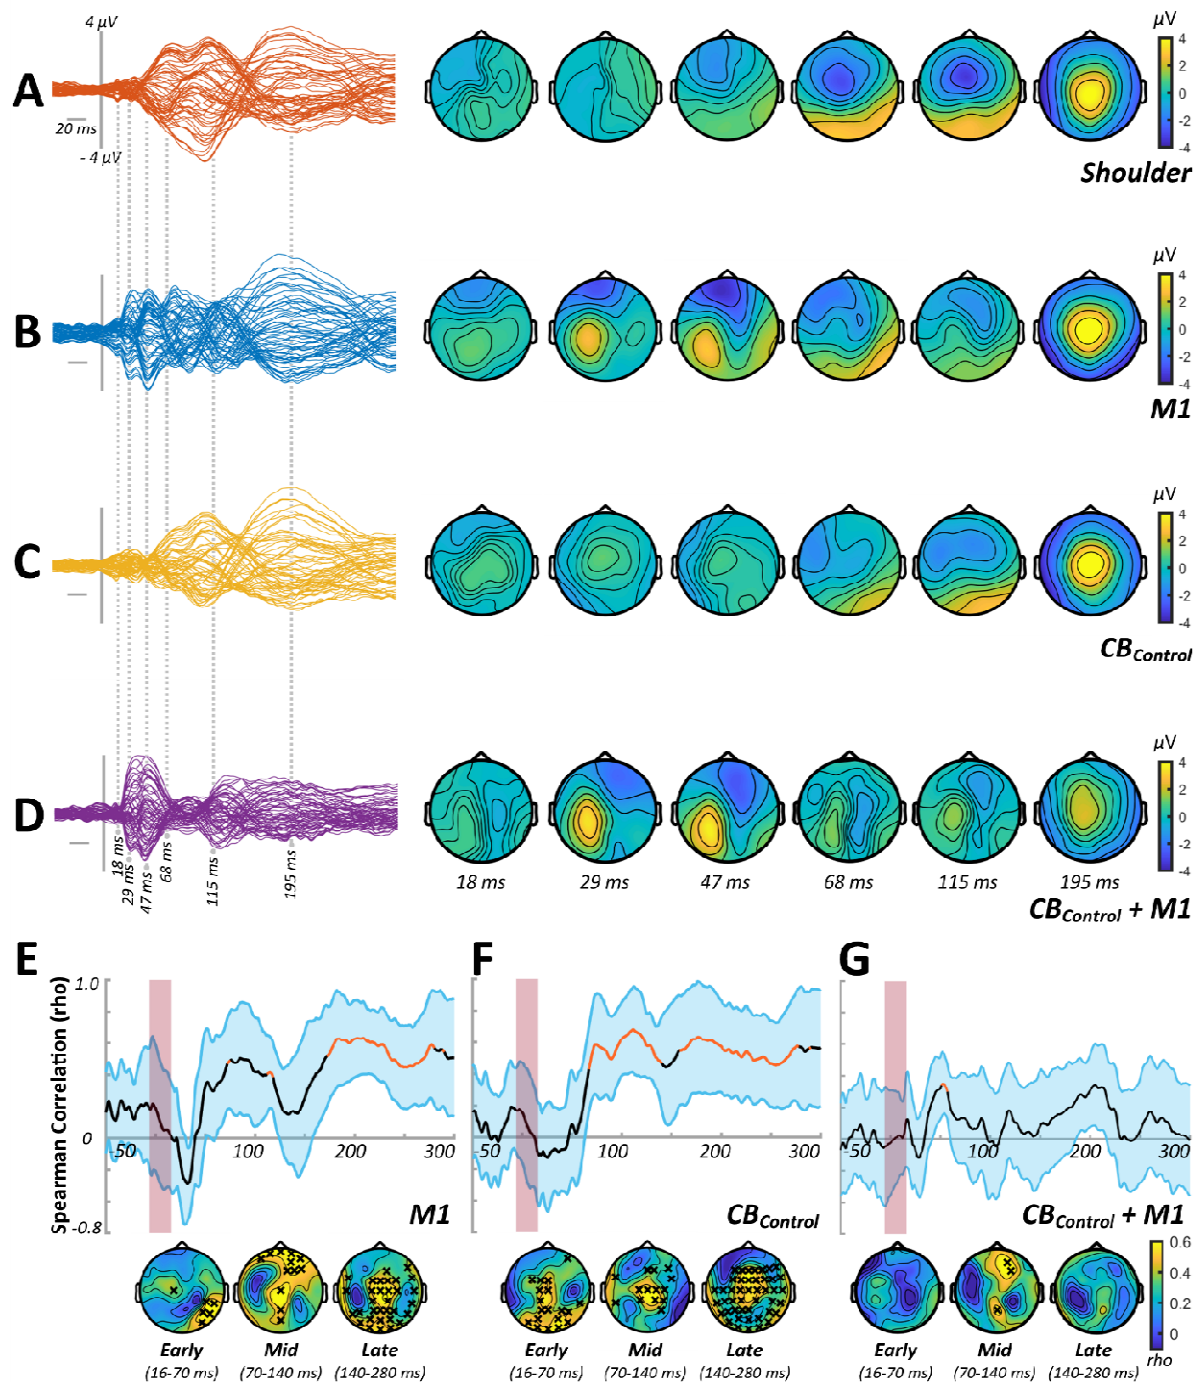 4 µV
A
20 ms
- 4 µV
µV
4
2
0
-2
-4
Shoulder
B
µV
4
2
0
-2
-4
M1
C
µV
4
2
0
-2
-4
CBControl
D
18 ms
29 ms
47 ms
68 ms
115 ms
195 ms
µV
4
2
0
-2
-4
18 ms 29 ms 47 ms 68 ms 115 ms 195 ms
CBControl + M1
E
Spearman Correlation (rho)
1.0
0
-0.8
-50 100 200 300
M1
F
-50 100 200 300
CBControl
G
-50 100 200 300
CBControl + M1
Early Mid Late
(16-70 ms) (70-140 ms) (140-280 ms)
Early Mid Late
(16-70 ms) (70-140 ms) (140-280 ms)
Early Mid Late
(16-70 ms) (70-140 ms) (140-280 ms)
0.6
0.4
0.2
0
rho